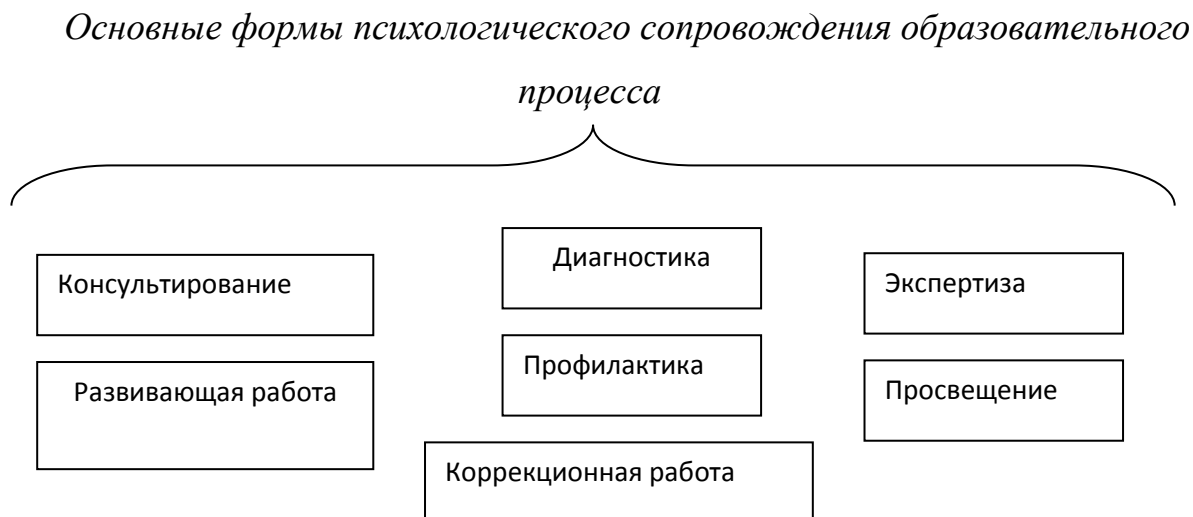 Основные формы психологического сопровождения образовательного
процесса
Консультирование
Диагностика
Экспертиза
Развивающая работа
Профилактика
Просвещение
Коррекционная работа